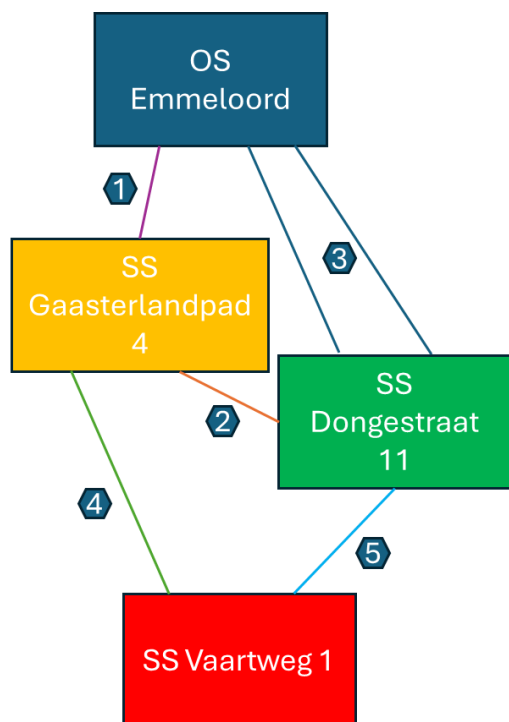 OS
Emmeloord
1
3
SS
Gaasterlandpad
4
SS
Dongestraat
11
2
4
5
SS Vaartweg 1